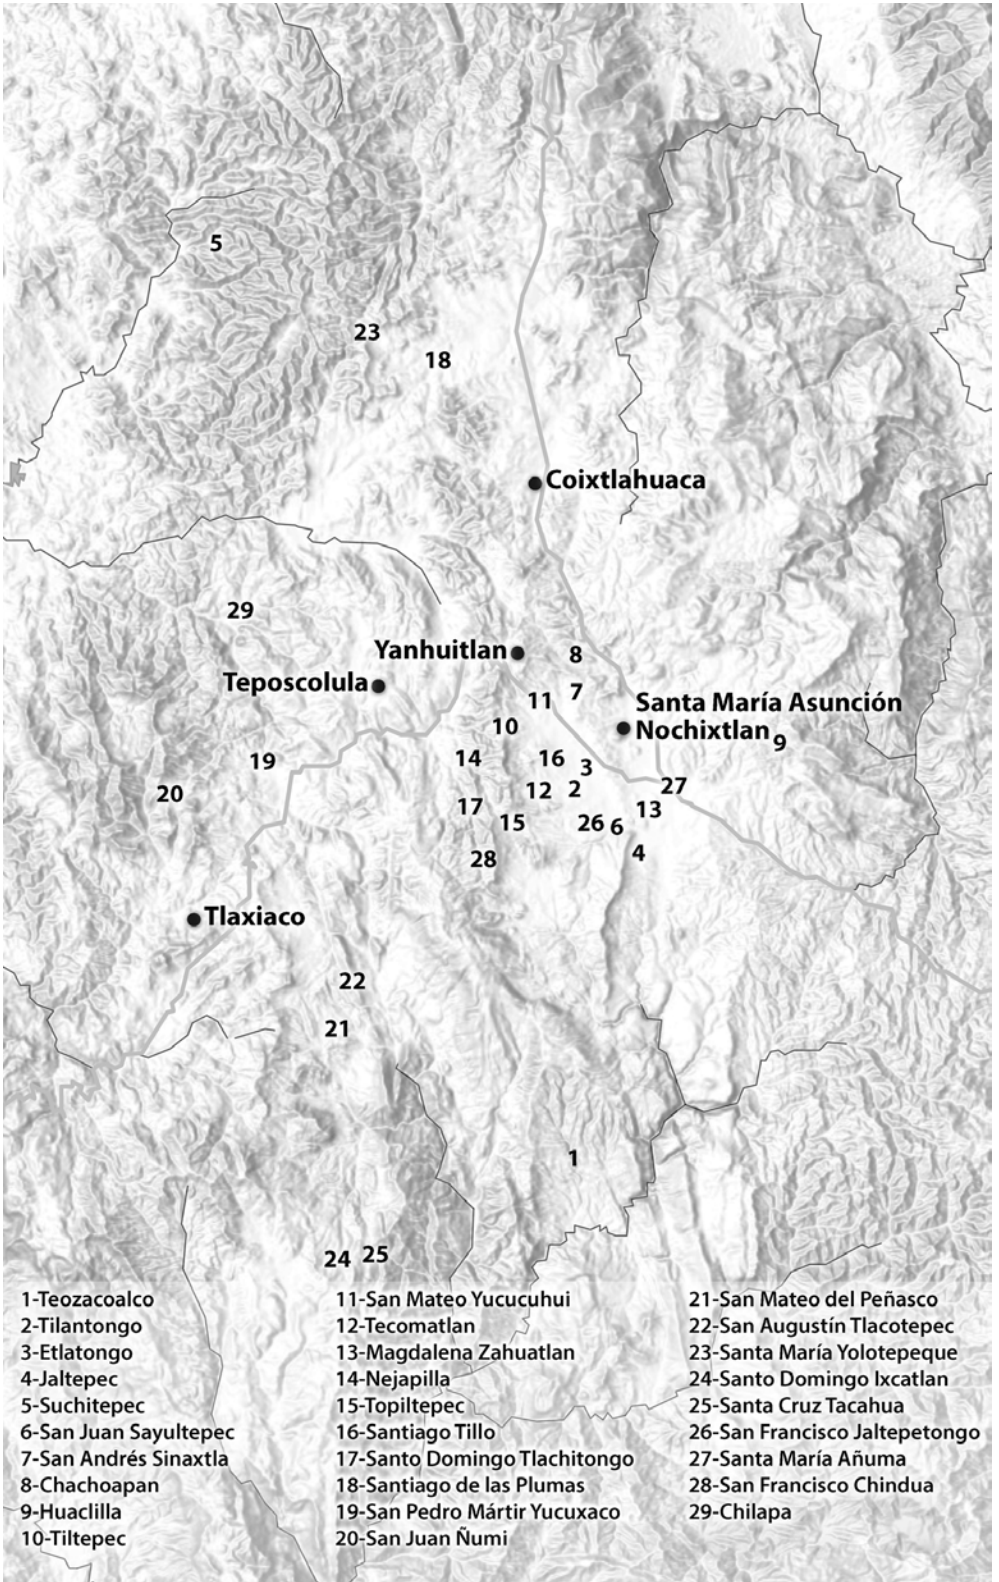 5
23
18
Coixtlahuaca
29
Yanhuitlan
8
Teposcolula
7
11
Santa María Asunción
Nochixtlan
9
10
14
16
19
3
27
20
12
2
17
13
15
26
6
28
4
Tlaxiaco
22
21
1
24
25
1-Teozacoalco
2-Tilantongo
3-Etlatongo
4-Jaltepec
5-Suchitepec
6-San Juan Sayultepec
7-San Andrés Sinaxtla
8-Chachoapan
9-Huaclilla
10-Tiltepec
11-San Mateo Yucucuhui
12-Tecomatlan
13-Magdalena Zahuatlan
14-Nejapilla
15-Topiltepec
16-Santiago Tillo
17-Santo Domingo Tlachitongo
18-Santiago de las Plumas
19-San Pedro Mártir Yucuxaco
20-San Juan Ñumi
21-San Mateo del Peñasco
22-San Augustín Tlacotepec
23-Santa María Yolotepeque
24-Santo Domingo Ixcatlan
25-Santa Cruz Tacahua
26-San Francisco Jaltepetongo
27-Santa María Añuma
28-San Francisco Chindua
29-Chilapa